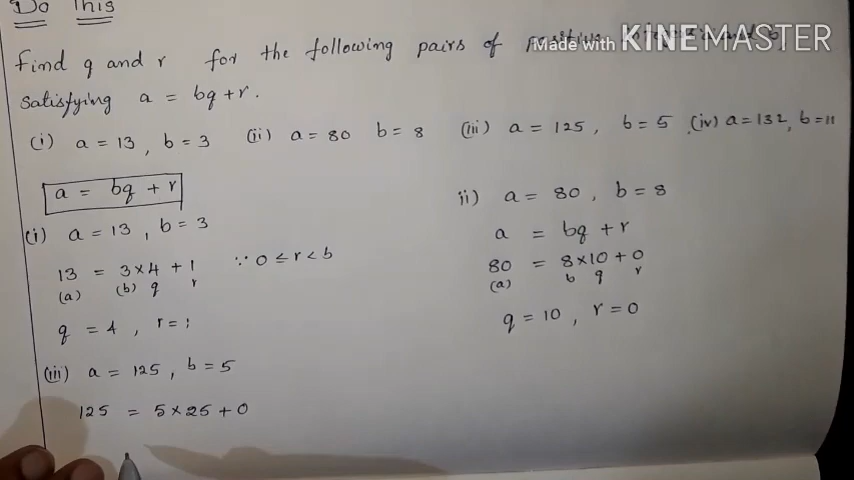 Do This
Find q and r for the following pairs of
Made with KINEMASTER
satisfying a = bq + r.
(i) a = 13, b = 3 (ii) a = 80 b = 8 (iii) a = 125, b = 5, (iv) a = 132, b = 11
a = bq + r
(i) a = 13, b = 3
13 = 3 × 4 + 1 ∵ 0 ≤ r < b
(a) (b) q r
q = 4, r = 1
ii) a = 80, b = 8
a = bq + r
80 = 8 × 10 + 0
(a) b q r
q = 10, r = 0
(iii) a = 125, b = 5
125 = 5 × 25 + 0